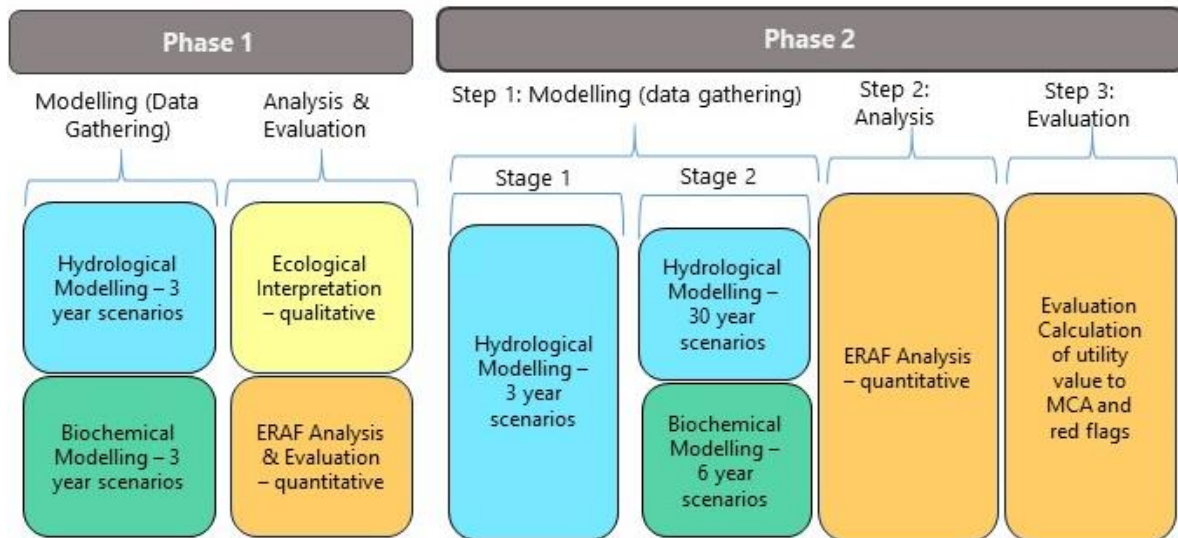 Phase 1
Modelling (Data
Gathering)
Analysis &
Evaluation
Hydrological
Modelling – 3
year scenarios
Ecological
Interpretation
– qualitative
Biochemical
Modelling – 3
year scenarios
ERAF Analysis
& Evaluation
– quantitative
Phase 2
Step 1: Modelling (data gathering)
Step 2:
Analysis
Step 3:
Evaluation
Stage 1
Stage 2
Hydrological
Modelling –
3 year
scenarios
Hydrological
Modelling –
30 year
scenarios
Biochemical
Modelling –
6 year
scenarios
ERAF Analysis
– quantitative
Evaluation
Calculation
of utility
value to
MCA and
red flags